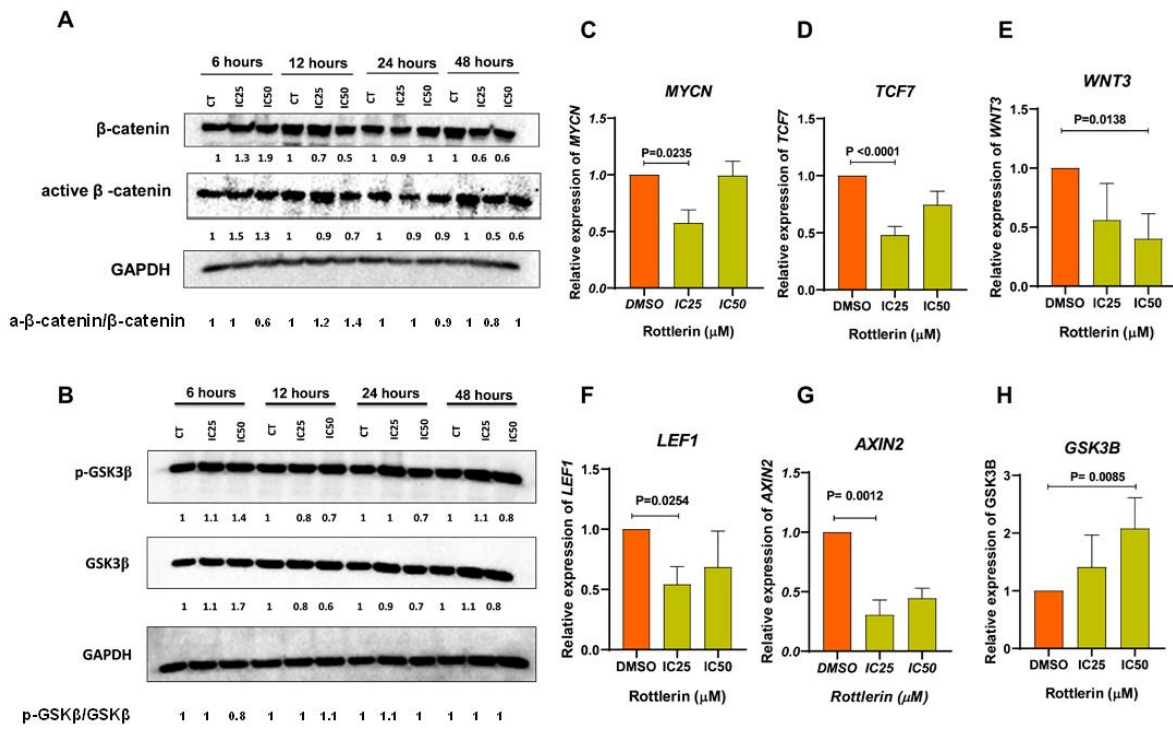 A
6 hours 12 hours 24 hours 48 hours
CT IC25 IC50 CT IC25 IC50 CT IC25 IC50 CT IC25 IC50
β-catenin
1 1.3 1.9 1 0.7 0.5 1 0.9 1 1 0.6 0.6
active β -catenin
1 1.5 1.3 1 0.9 0.7 1 0.9 0.9 1 0.5 0.6
GAPDH
a-β-catenin/β-catenin 1 1 0.6 1 1.2 1.4 1 1 0.9 1 0.8 1
B
6 hours 12 hours 24 hours 48 hours
CT IC25 IC50 CT IC25 IC50 CT IC25 IC50 CT IC25 IC50
p-GSK3β
1 1.1 1.4 1 0.8 0.7 1 1 0.7 1 1.1 0.8
GSK3β
1 1.1 1.7 1 0.8 0.6 1 0.9 0.7 1 1.1 0.8
GAPDH
p-GSKβ/GSKβ 1 1 0.8 1 1 1.1 1 1.1 1 1 1 1
C
MYCN
Relative expression of MYCN
1.5
1.0
0.5
0.0
P=0.0235
DMSO IC25 IC50
Rottlerin (μM)
D
TCF7
Relative expression of TCF7
1.5
1.0
0.5
0.0
P <0.0001
DMSO IC25 IC50
Rottlerin (μM)
E
WNT3
Relative expression of WNT3
1.5
1.0
0.5
0.0
P=0.0138
DMSO IC25 IC50
Rottlerin (μM)
F
LEF1
Relative expression of LEF1
1.5
1.0
0.5
0.0
P=0.0254
DMSO IC25 IC50
Rottlerin (μM)
G
AXIN2
Relative expression of AXIN2
1.5
1.0
0.5
0.0
P= 0.0012
DMSO IC25 IC50
Rottlerin (μM)
H
GSK3B
Relative expression of GSK3B
3
2
1
0
P= 0.0085
DMSO IC25 IC50
Rottlerin (μM)